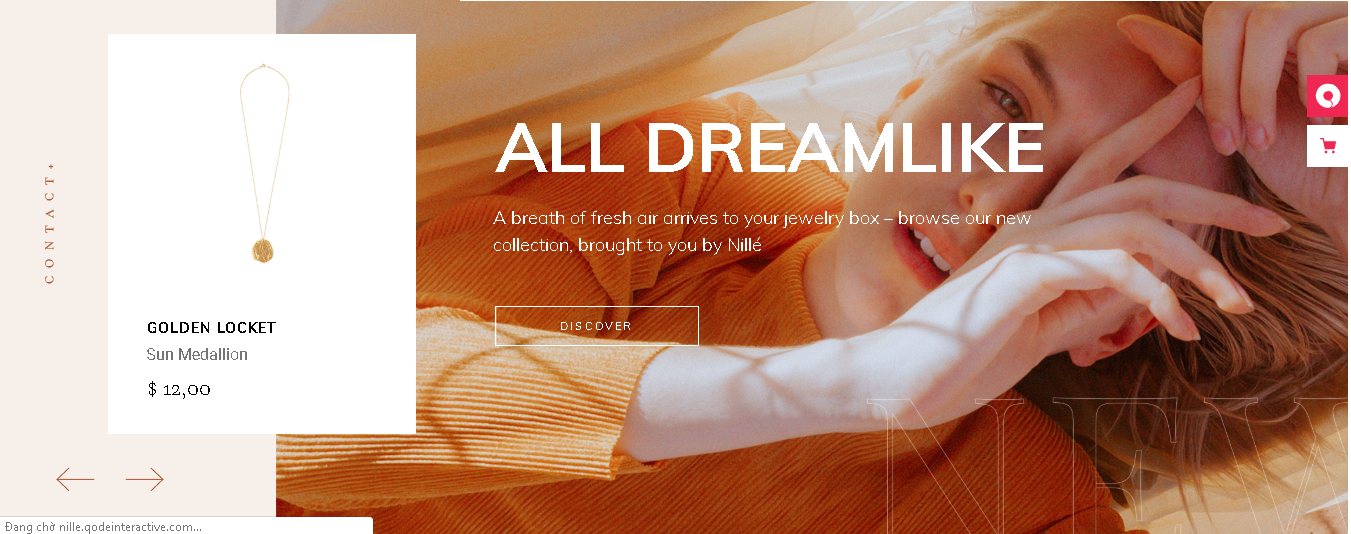 CONTACT+
GOLDEN LOCKET
Sun Medallion
$ 12,00
ALL DREAMLIKE
A breath of fresh air arrives to your jewelry box – browse our new
collection, brought to you by Nillé
DISCOVER
NEW
Đang chờ nille.qodeinteractive.com...